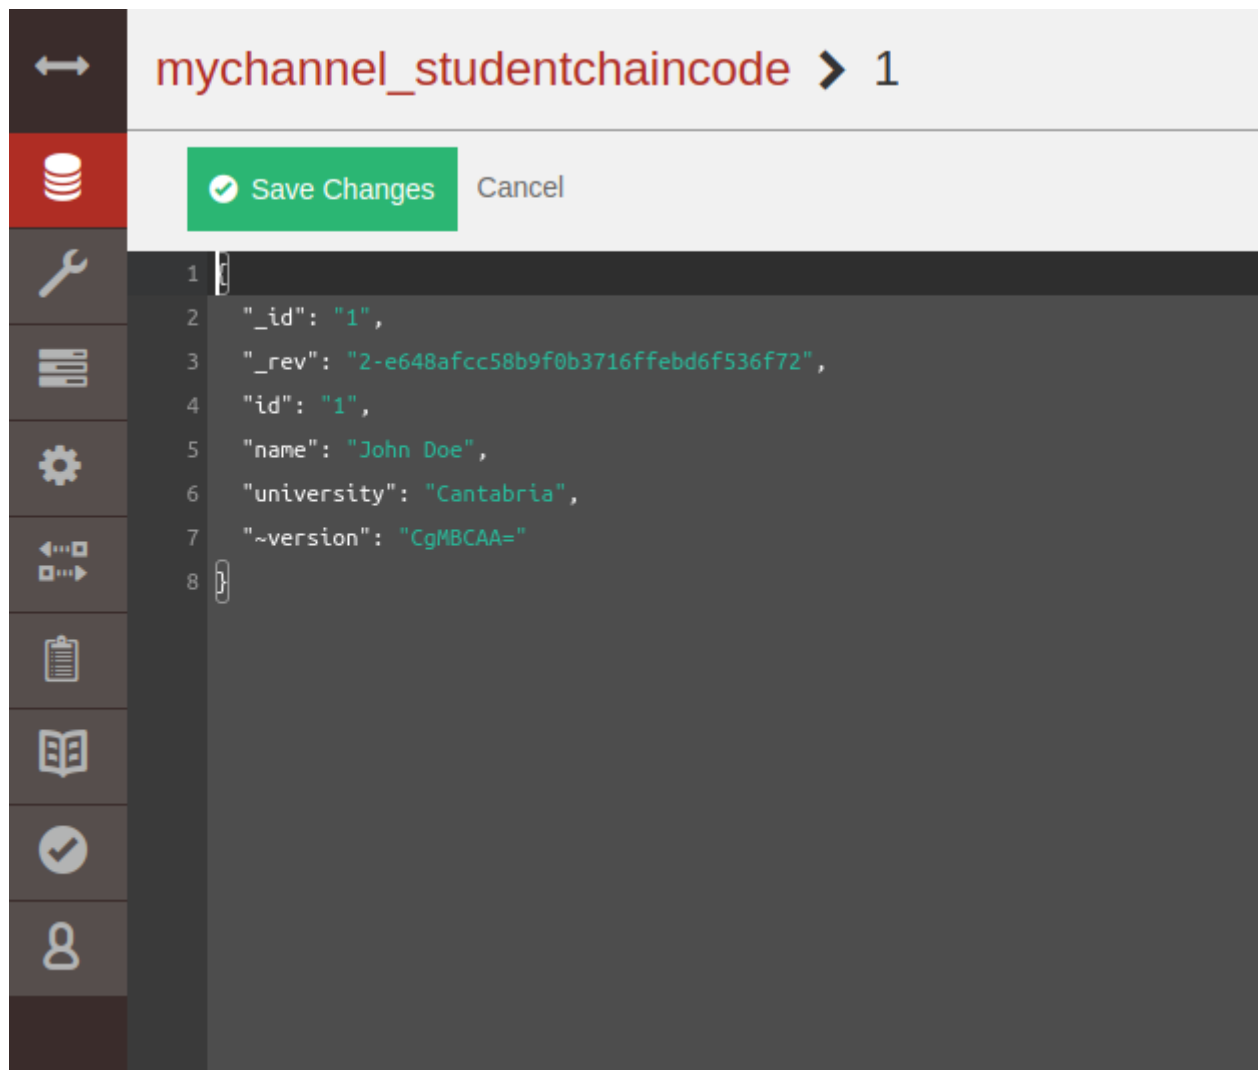 mychannel_studentchaincode > 1
Save Changes Cancel
1 {
2 "_id": "1",
3 "_rev": "2-e648afcc58b9f0b3716ffebd6f536f72",
4 "id": "1",
5 "name": "John Doe",
6 "university": "Cantabria",
7 "~version": "CgMBCAA="
8 }